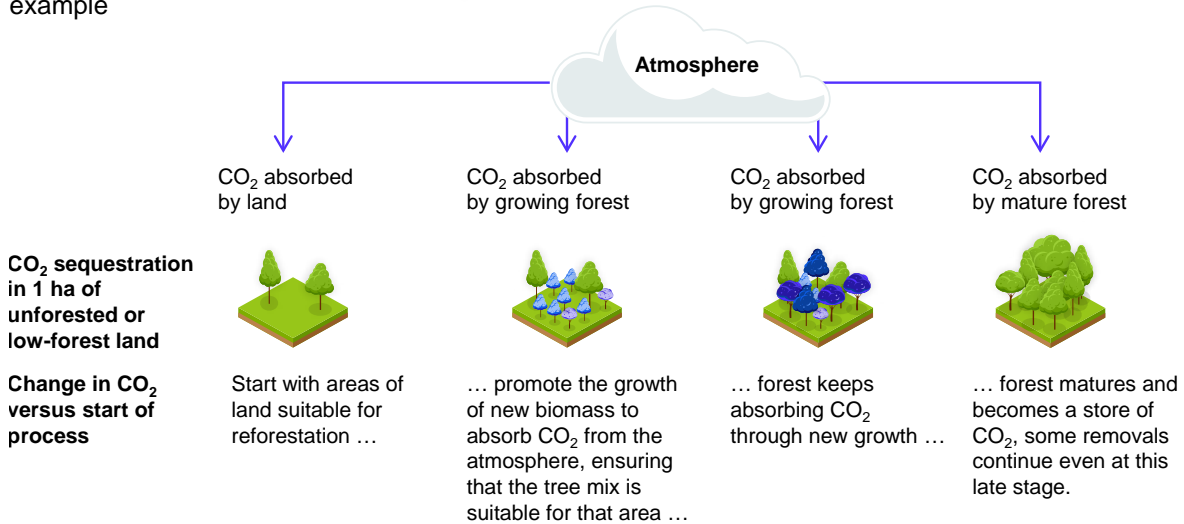 example
Atmosphere
CO₂ absorbed
by land
CO₂ absorbed
by growing forest
CO₂ absorbed
by growing forest
CO₂ absorbed
by mature forest
CO₂ sequestration
in 1 ha of
unforested or
low-forest land
Change in CO₂
versus start of
process
Start with areas of
land suitable for
reforestation …
… promote the growth
of new biomass to
absorb CO₂ from the
atmosphere, ensuring
that the tree mix is
suitable for that area …
… forest keeps
absorbing CO₂
through new growth …
… forest matures and
becomes a store of
CO₂, some removals
continue even at this
late stage.